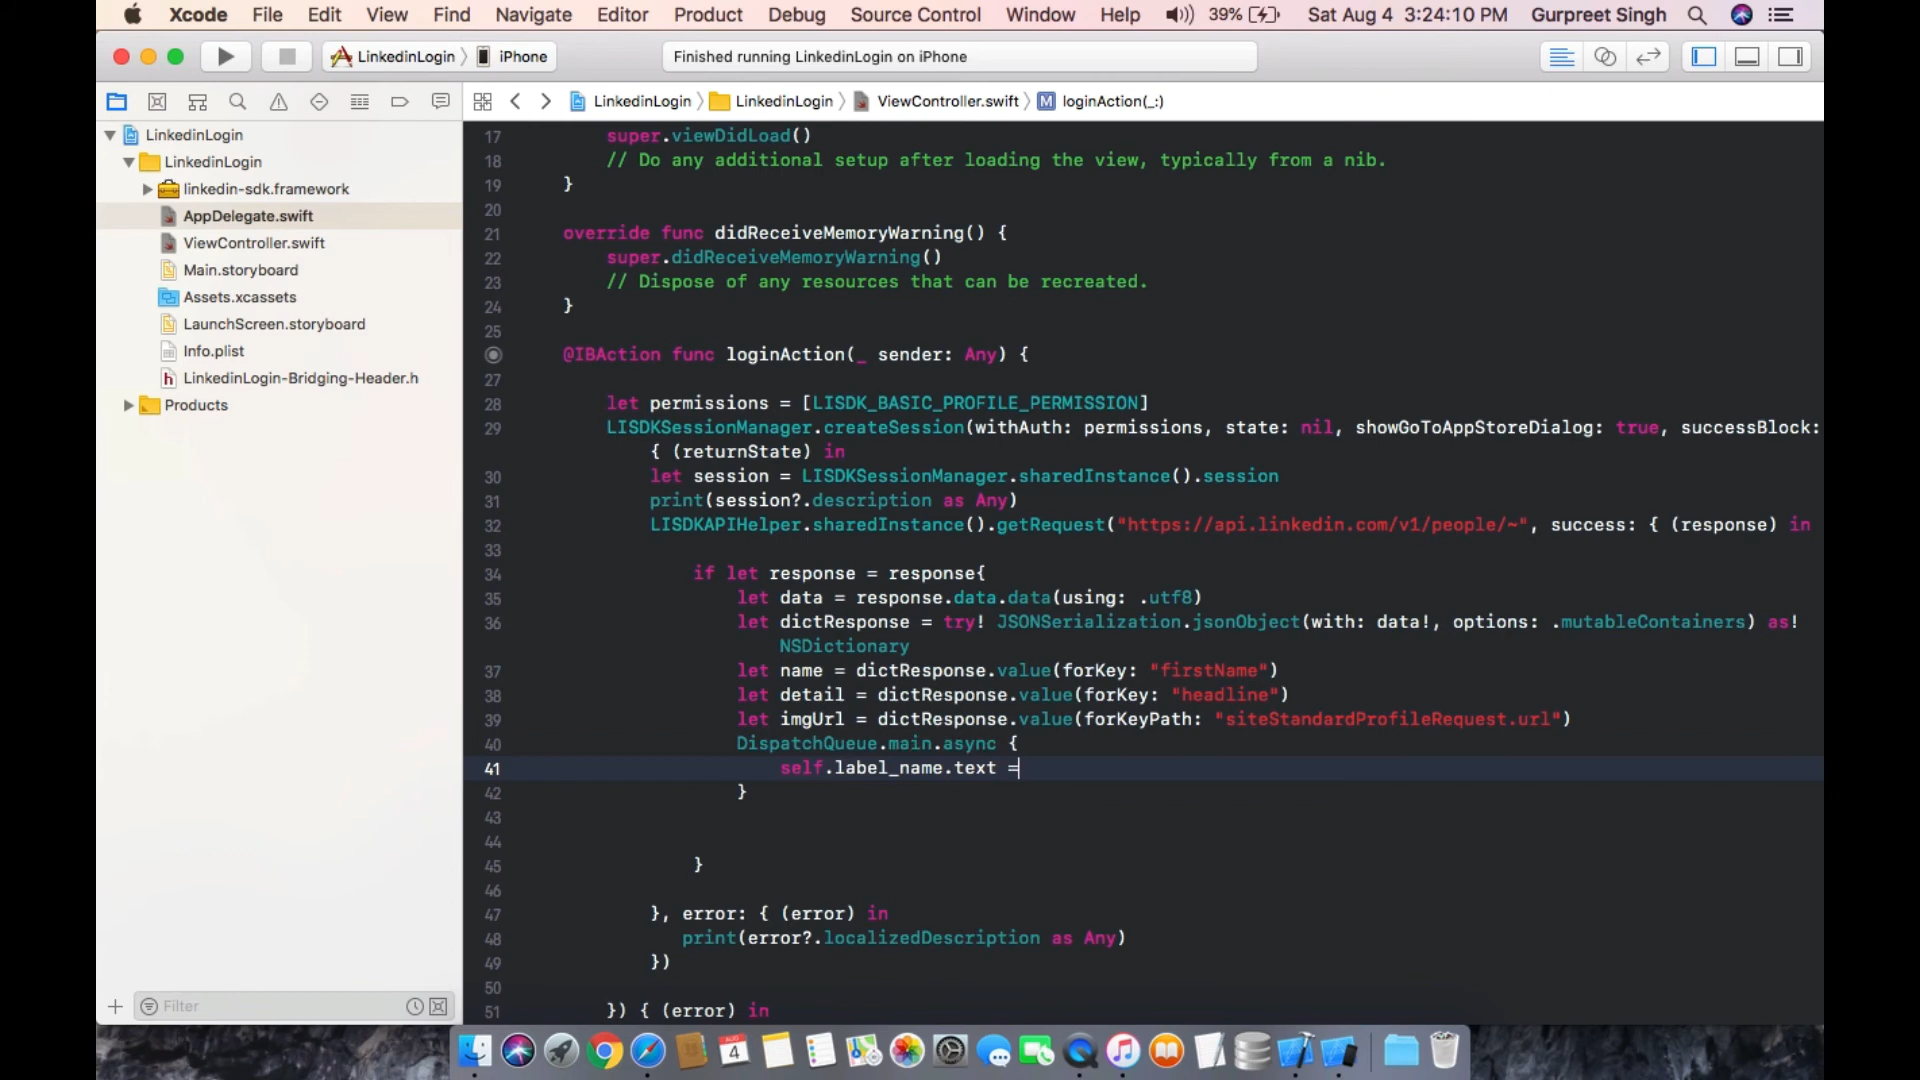 Xcode File Edit View Find Navigate Editor Product Debug Source Control Window Help 39% Sat Aug 4 3:24:10 PM Gurpreet Singh
LinkedinLogin iPhone Finished running LinkedinLogin on iPhone
LinkedinLogin LinkedinLogin ViewController.swift M loginAction(_:)
LinkedinLogin
LinkedinLogin
linkedin-sdk.framework
AppDelegate.swift
ViewController.swift
Main.storyboard
Assets.xcassets
LaunchScreen.storyboard
Info.plist
h LinkedinLogin-Bridging-Header.h
Products
Filter
17 super.viewDidLoad()
18 // Do any additional setup after loading the view, typically from a nib.
19 }
20
21 override func didReceiveMemoryWarning() {
22 super.didReceiveMemoryWarning()
23 // Dispose of any resources that can be recreated.
24 }
25
@IBAction func loginAction(_ sender: Any) {
27
28 let permissions = [LISDK_BASIC_PROFILE_PERMISSION]
29 LISDKSessionManager.createSession(withAuth: permissions, state: nil, showGoToAppStoreDialog: true, successBlock:
{ (returnState) in
30 let session = LISDKSessionManager.sharedInstance().session
31 print(session?.description as Any)
32 LISDKAPIHelper.sharedInstance().getRequest("https://api.linkedin.com/v1/people/~", success: { (response) in
33
34 if let response = response{
35 let data = response.data.data(using: .utf8)
36 let dictResponse = try! JSONSerialization.jsonObject(with: data!, options: .mutableContainers) as!
NSDictionary
37 let name = dictResponse.value(forKey: "firstName")
38 let detail = dictResponse.value(forKey: "headline")
39 let imgUrl = dictResponse.value(forKeyPath: "siteStandardProfileRequest.url")
40 DispatchQueue.main.async {
41 self.label_name.text =
42 }
43
44
45 }
46
47 }, error: { (error) in
48 print(error?.localizedDescription as Any)
49 })
50
51 }) { (error) in
AUG
4